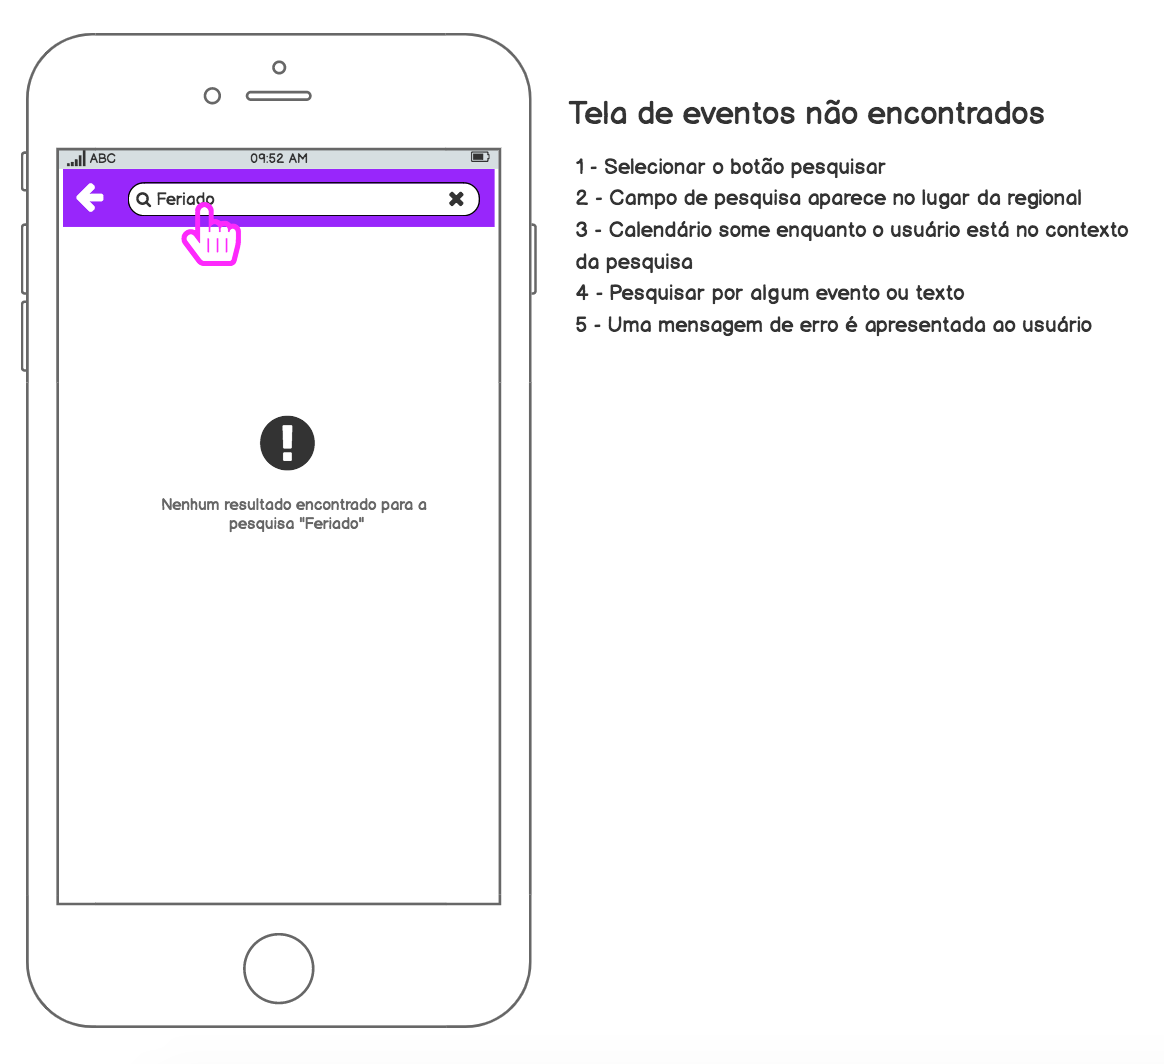 ABC 09:52 AM
Feriado
Nenhum resultado encontrado para a
pesquisa "Feriado"
Tela de eventos não encontrados
1 - Selecionar o botão pesquisar
2 - Campo de pesquisa aparece no lugar da regional
3 - Calendário some enquanto o usuário está no contexto
da pesquisa
4 - Pesquisar por algum evento ou texto
5 - Uma mensagem de erro é apresentada ao usuário